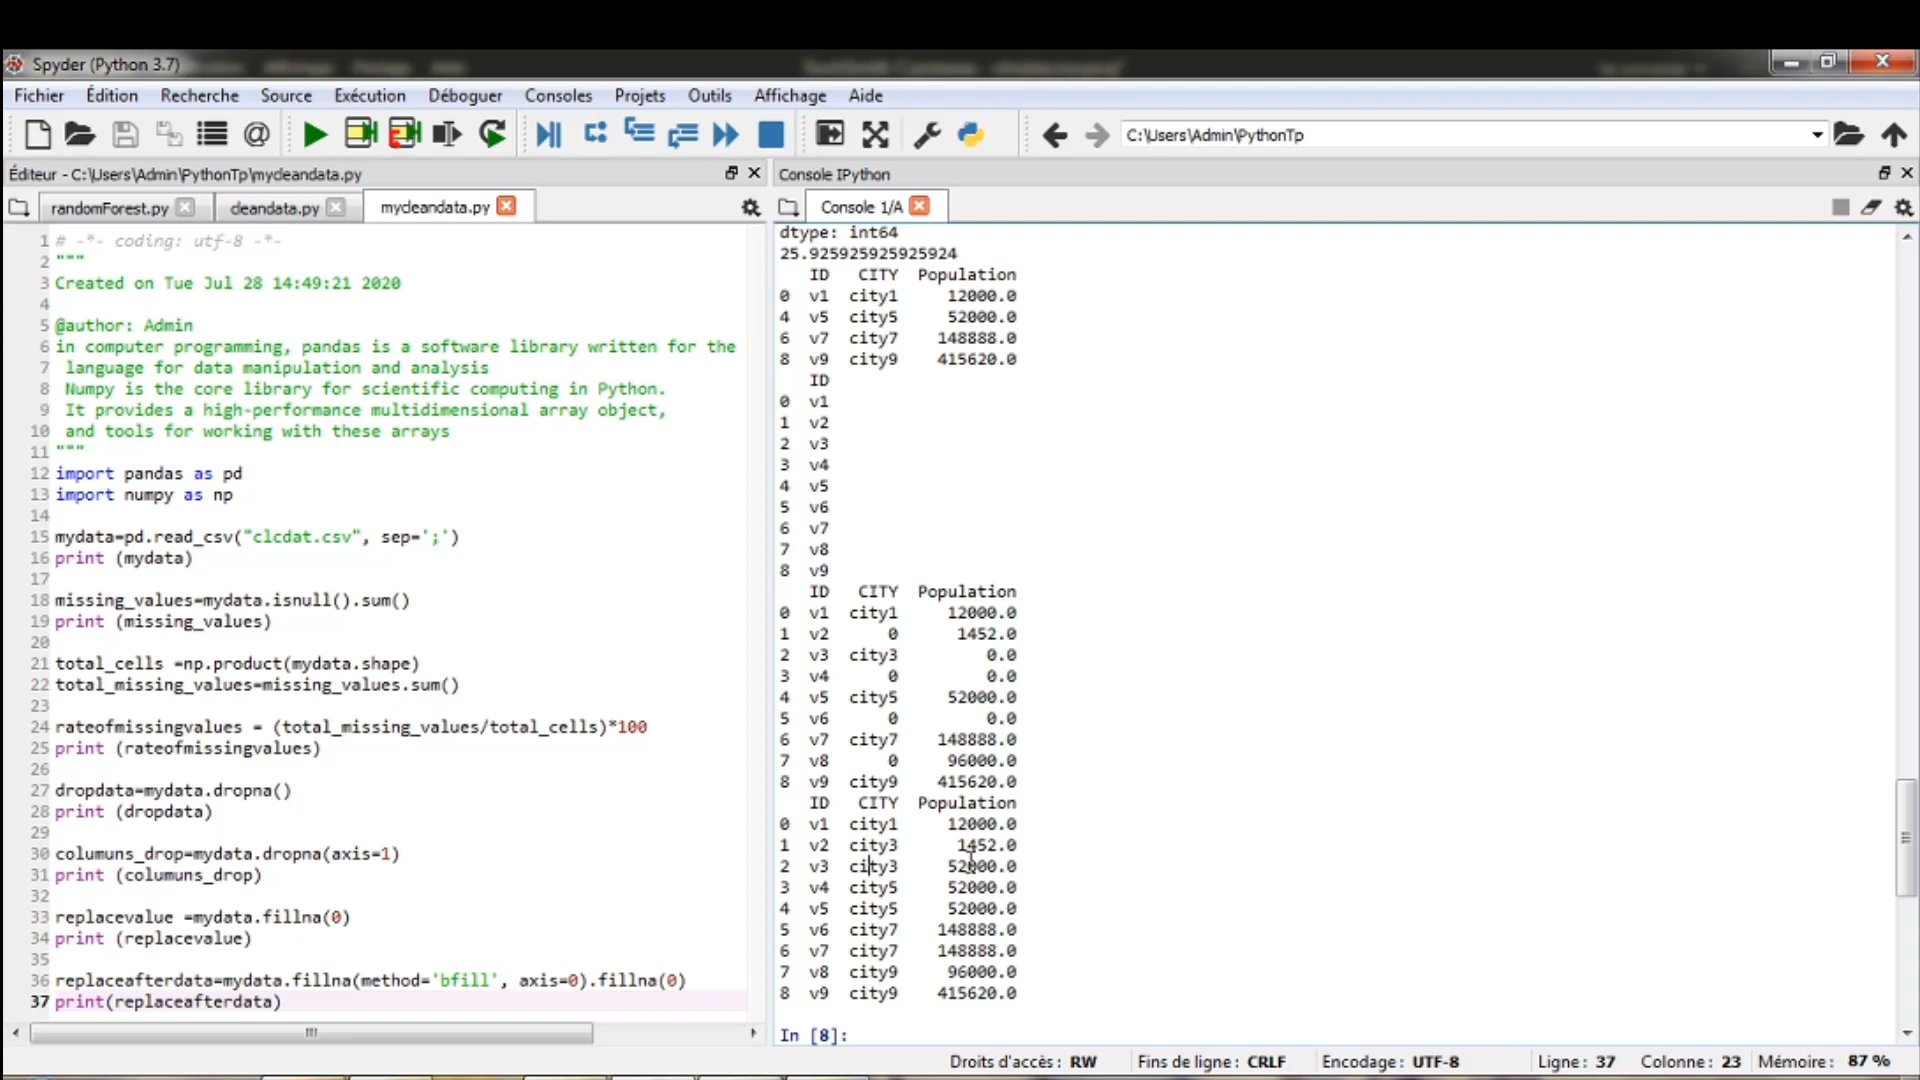 Spyder (Python 3.7)
Fichier Édition Recherche Source Exécution Déboguer Consoles Projets Outils Affichage Aide
C:\Users\Admin\PythonTp
Éditeur - C:\Users\Admin\PythonTp\mycleandata.py
randomForest.py cleandata.py mycleandata.py
1 # -*- coding: utf-8 -*-
2 """
3 Created on Tue Jul 28 14:49:21 2020
4
5 @author: Admin
6 in computer programming, pandas is a software library written for the
7 language for data manipulation and analysis
8 Numpy is the core library for scientific computing in Python.
9 It provides a high-performance multidimensional array object,
10 and tools for working with these arrays
11 """
12 import pandas as pd
13 import numpy as np
14
15 mydata=pd.read_csv("clcdat.csv", sep=';')
16 print (mydata)
17
18 missing_values=mydata.isnull().sum()
19 print (missing_values)
20
21 total_cells =np.product(mydata.shape)
22 total_missing_values=missing_values.sum()
23
24 rateofmissingvalues = (total_missing_values/total_cells)*100
25 print (rateofmissingvalues)
26
27 dropdata=mydata.dropna()
28 print (dropdata)
29
30 columuns_drop=mydata.dropna(axis=1)
31 print (columuns_drop)
32
33 replacevalue =mydata.fillna(0)
34 print (replacevalue)
35
36 replaceafterdata=mydata.fillna(method='bfill', axis=0).fillna(0)
37 print(replaceafterdata)
Console IPython
Console 1/A
dtype: int64
25.925925925925924
ID CITY Population
0 v1 city1 12000.0
4 v5 city5 52000.0
6 v7 city7 148888.0
8 v9 city9 415620.0
ID
0 v1
1 v2
2 v3
3 v4
4 v5
5 v6
6 v7
7 v8
8 v9
ID CITY Population
0 v1 city1 12000.0
1 v2 0 1452.0
2 v3 city3 0.0
3 v4 0 0.0
4 v5 city5 52000.0
5 v6 0 0.0
6 v7 city7 148888.0
7 v8 0 96000.0
8 v9 city9 415620.0
ID CITY Population
0 v1 city1 12000.0
1 v2 city3 1452.0
2 v3 city3 52000.0
3 v4 city5 52000.0
4 v5 city5 52000.0
5 v6 city7 148888.0
6 v7 city7 148888.0
7 v8 city9 96000.0
8 v9 city9 415620.0
In [8]:
Droits d'accès : RW Fins de ligne : CRLF Encodage : UTF-8 Ligne : 37 Colonne : 23 Mémoire : 87 %